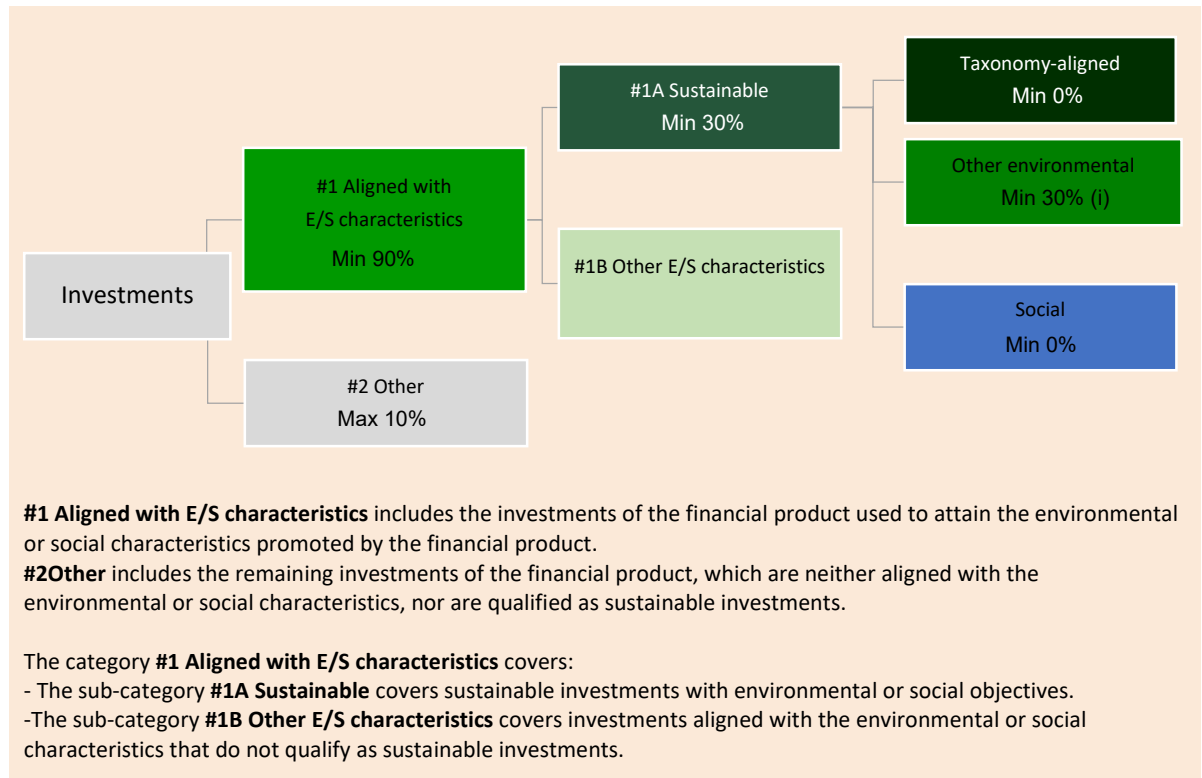 Investments
#1 Aligned with
E/S characteristics
Min 90%
#2 Other
Max 10%
#1A Sustainable
Min 30%
#1B Other E/S characteristics
Taxonomy-aligned
Min 0%
Other environmental
Min 30% (i)
Social
Min 0%
#1 Aligned with E/S characteristics includes the investments of the financial product used to attain the environmental
or social characteristics promoted by the financial product.
#2Other includes the remaining investments of the financial product, which are neither aligned with the
environmental or social characteristics, nor are qualified as sustainable investments.
The category #1 Aligned with E/S characteristics covers:
- The sub-category #1A Sustainable covers sustainable investments with environmental or social objectives.
-The sub-category #1B Other E/S characteristics covers investments aligned with the environmental or social
characteristics that do not qualify as sustainable investments.